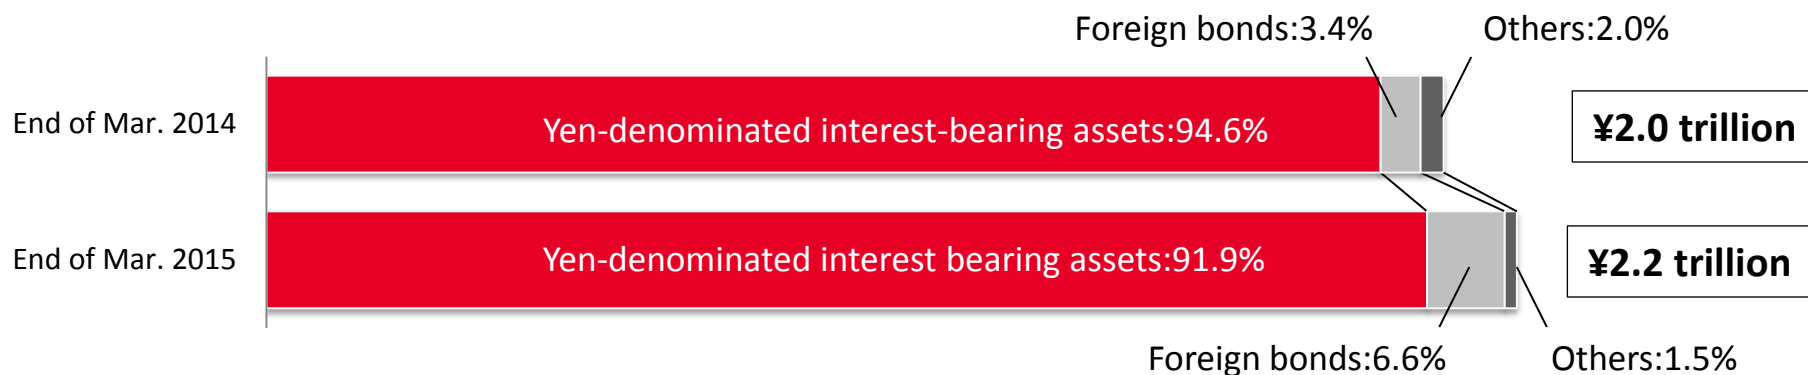 Foreign bonds:3.4% Others:2.0%
End of Mar. 2014 Yen-denominated interest-bearing assets:94.6% ¥2.0 trillion
End of Mar. 2015 Yen-denominated interest bearing assets:91.9% ¥2.2 trillion
Foreign bonds:6.6% Others:1.5%